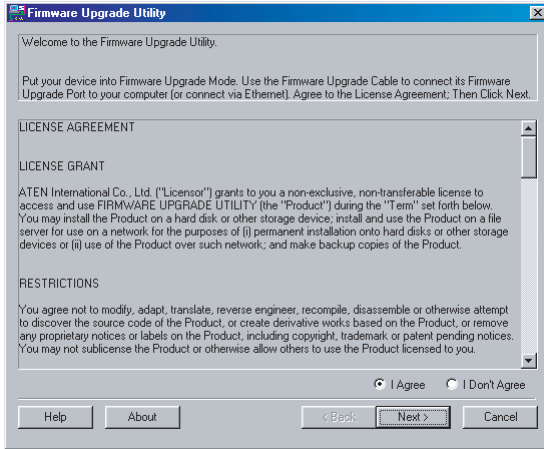 Firmware Upgrade Utility
Welcome to the Firmware Upgrade Utility.
Put your device into Firmware Upgrade Mode. Use the Firmware Upgrade Cable to connect its Firmware
Upgrade Port to your computer (or connect via Ethernet). Agree to the License Agreement; Then Click Next.
LICENSE AGREEMENT
LICENSE GRANT
ATEN International Co., Ltd. ("Licensor") grants to you a non-exclusive, non-transferable license to
access and use FIRMWARE UPGRADE UTILITY (the "Product") during the "Term" set forth below.
You may install the Product on a hard disk or other storage device; install and use the Product on a file
server for use on a network for the purposes of (i) permanent installation onto hard disks or other storage
devices or (ii) use of the Product over such network; and make backup copies of the Product.
RESTRICTIONS
You agree not to modify, adapt, translate, reverse engineer, recompile, disassemble or otherwise attempt
to discover the source code of the Product, or create derivative works based on the Product, or remove
any proprietary notices or labels on the Product, including copyright, trademark or patent pending notices.
You may not sublicense the Product or otherwise allow others to use the Product licensed to you.
I Agree I Don't Agree
Help About < Back Next > Cancel